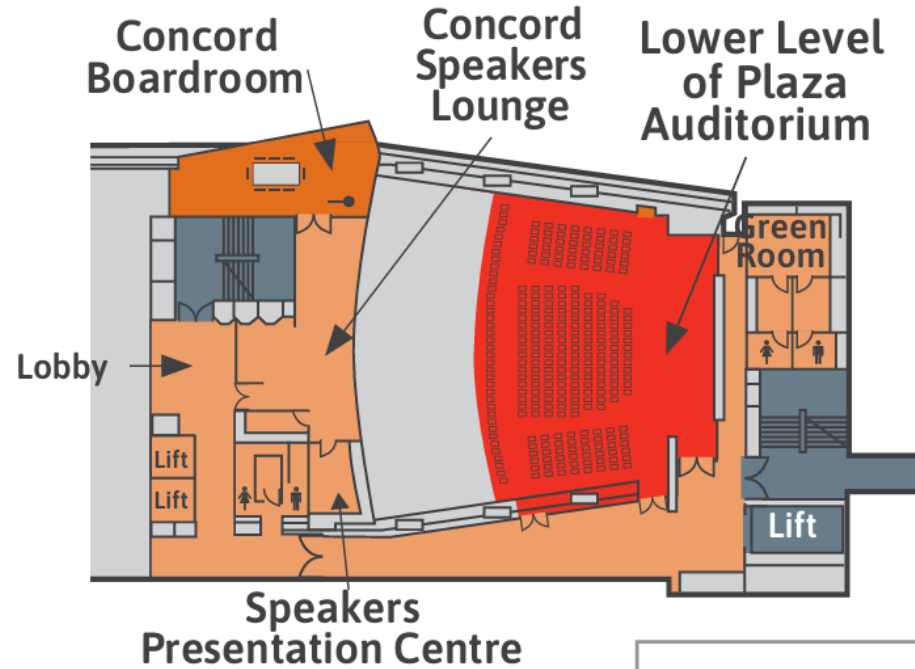 Concord
Boardroom
Concord
Speakers
Lounge
Lower Level
of Plaza
Auditorium
Green
Room
Lobby
Lift
Lift
Lift
Speakers
Presentation Centre